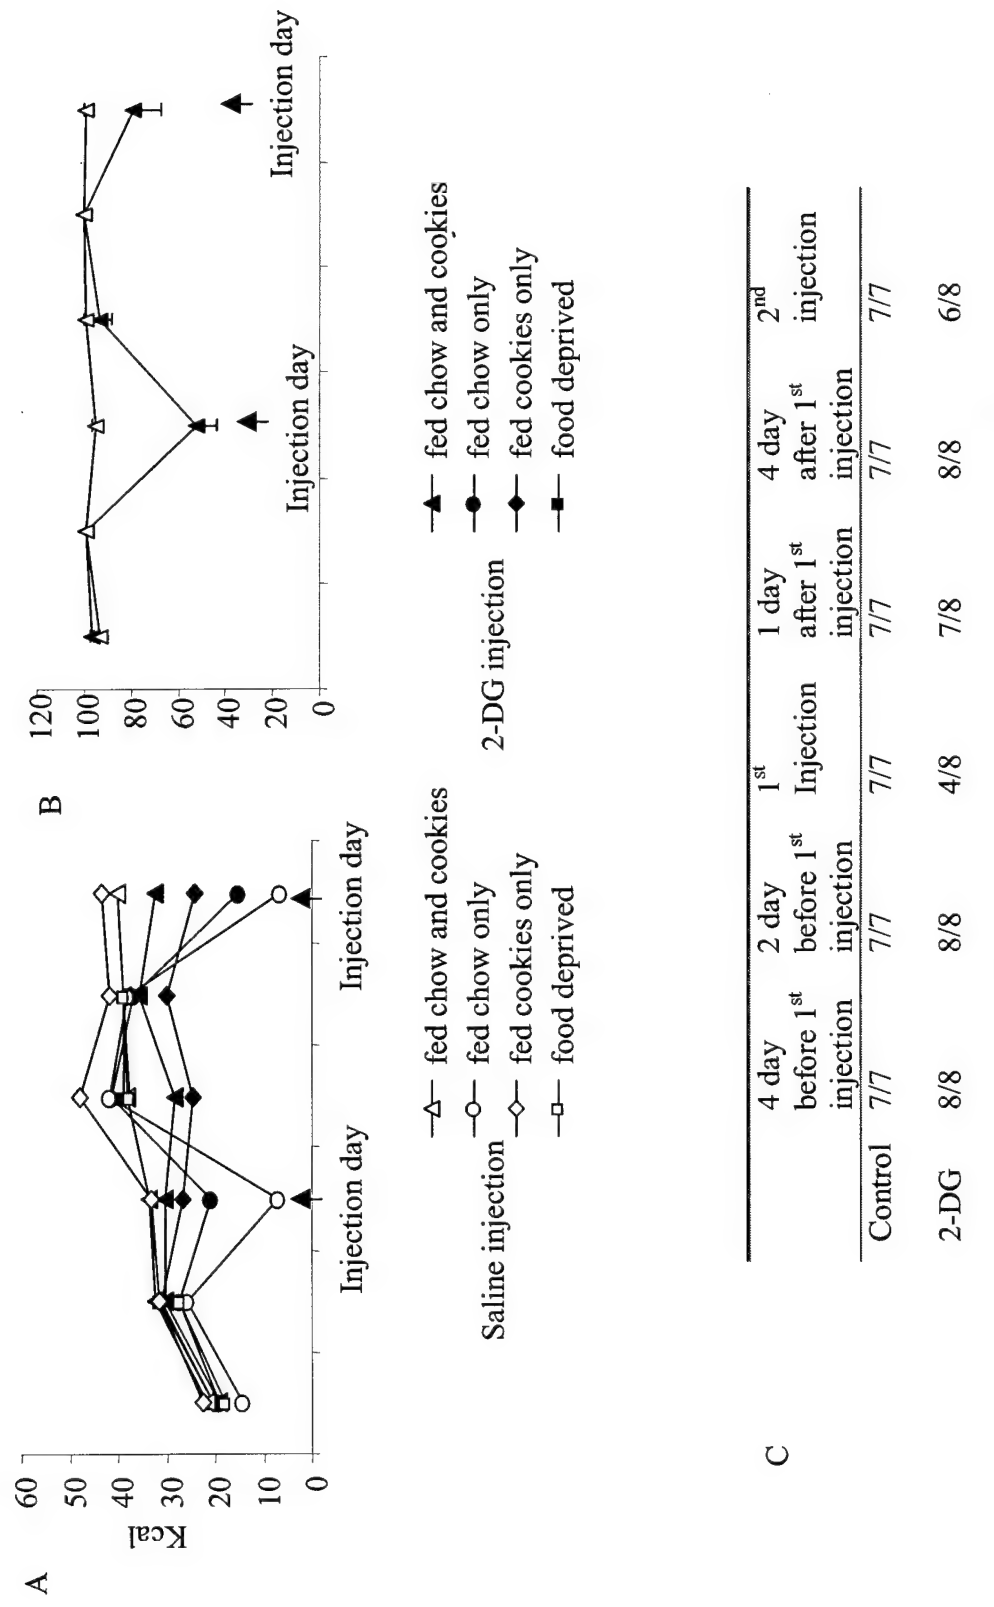 A
Kcal
60
50
40
30
20
10
0
Injection day
Injection day
B
120
100
80
60
40
20
0
Injection day
Injection day
Saline injection
fed chow and cookies
fed chow only
fed cookies only
food deprived
2-DG injection
fed chow and cookies
fed chow only
fed cookies only
food deprived
C
4 day before 1st injection
2 day before 1st injection
1st Injection
1 day after 1st injection
4 day after 1st injection
2nd injection
Control 7/7 7/7 7/7 7/7 7/7 7/7
2-DG 8/8 8/8 4/8 7/8 8/8 6/8